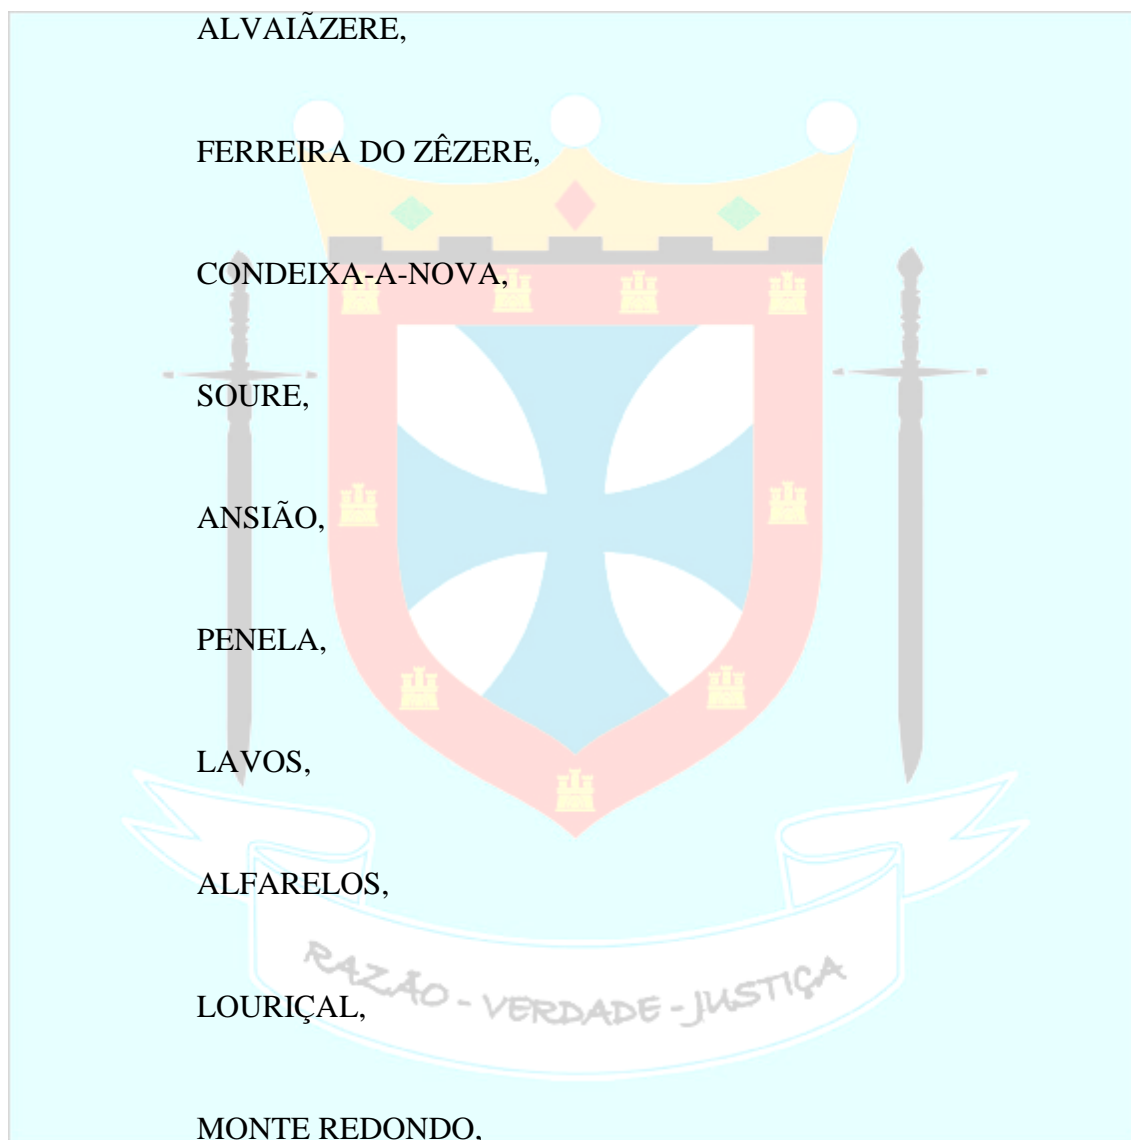 ALVAIÃZERE,
FERREIRA DO ZÊZERE,
CONDEIXA-A-NOVA,
SOURE,
ANSIÃO,
PENELA,
LAVOS,
ALFARELOS,
RAZÃO - VERDADE - JUSTIÇA
LOURIÇAL,
MONTE REDONDO,